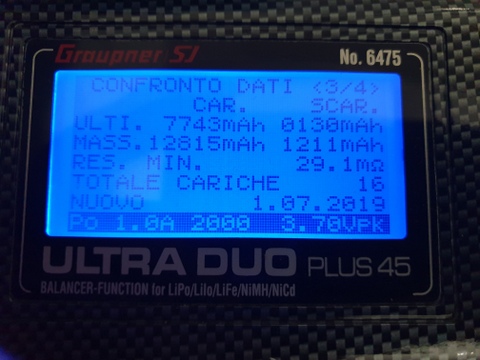 Graupner SJ No. 6475
CONFRONTO DATI <3/4>
CAR. SCAR.
ULTI. 7743mAh 0130mAh
MASS.12815mAh 1211mAh
RES. MIN. 29.1mΩ
TOTALE CARICHE 16
NUOVO 1.07.2019
Po 1.0A 2000 3.70Vpk
ULTRA DUO PLUS 45
BALANCER-FUNCTION for LiPo/LiIo/LiFe/NiMH/NiCd